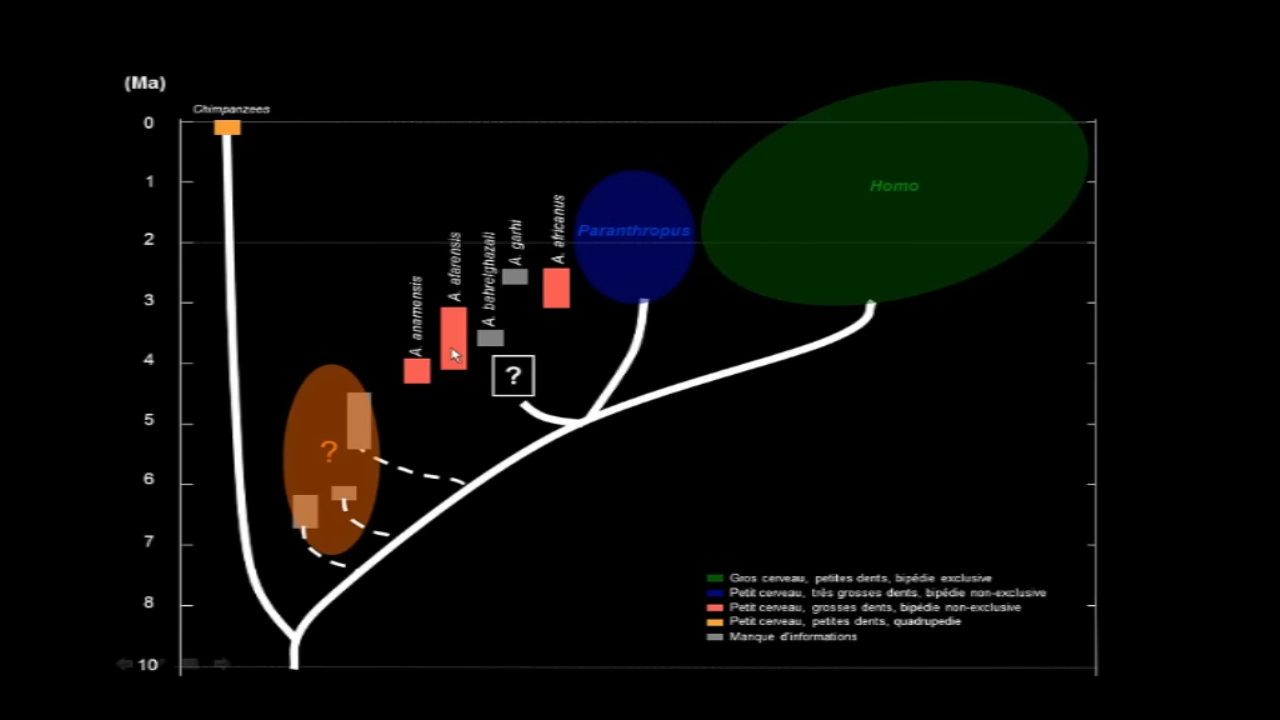 (Ma)
Chimpanzees
0
1
2
3
4
5
6
7
8
10
A. anamensis
A. afarensis
A. bahrelghazali
A. garhi
A. africanus
Paranthropus
Homo
?
?
Gros cerveau, petites dents, bipédie exclusive
Petit cerveau, très grosses dents, bipédie non-exclusive
Petit cerveau, grosses dents, bipédie non-exclusive
Petit cerveau, petites dents, quadrupedie
Manque d'informations